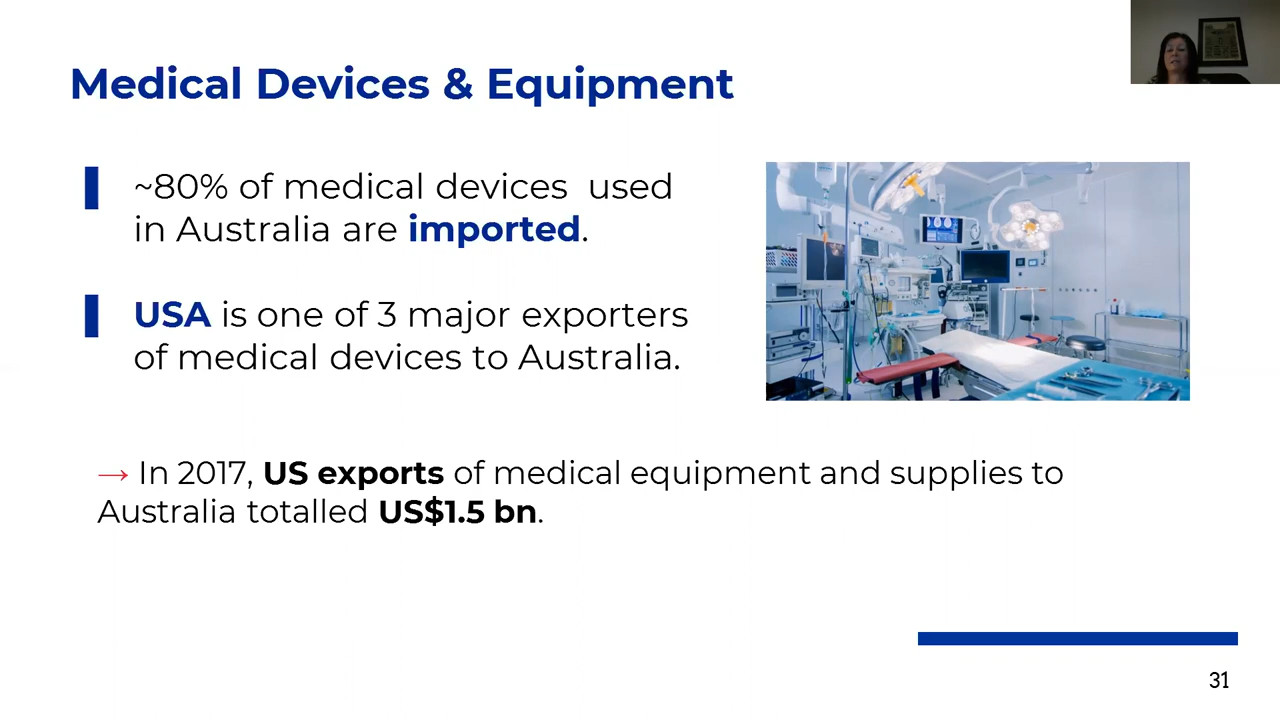 Medical Devices & Equipment
~80% of medical devices  used
in Australia are imported.
USA is one of 3 major exporters
of medical devices to Australia.
→ In 2017, US exports of medical equipment and supplies to
Australia totalled US$1.5 bn.
31